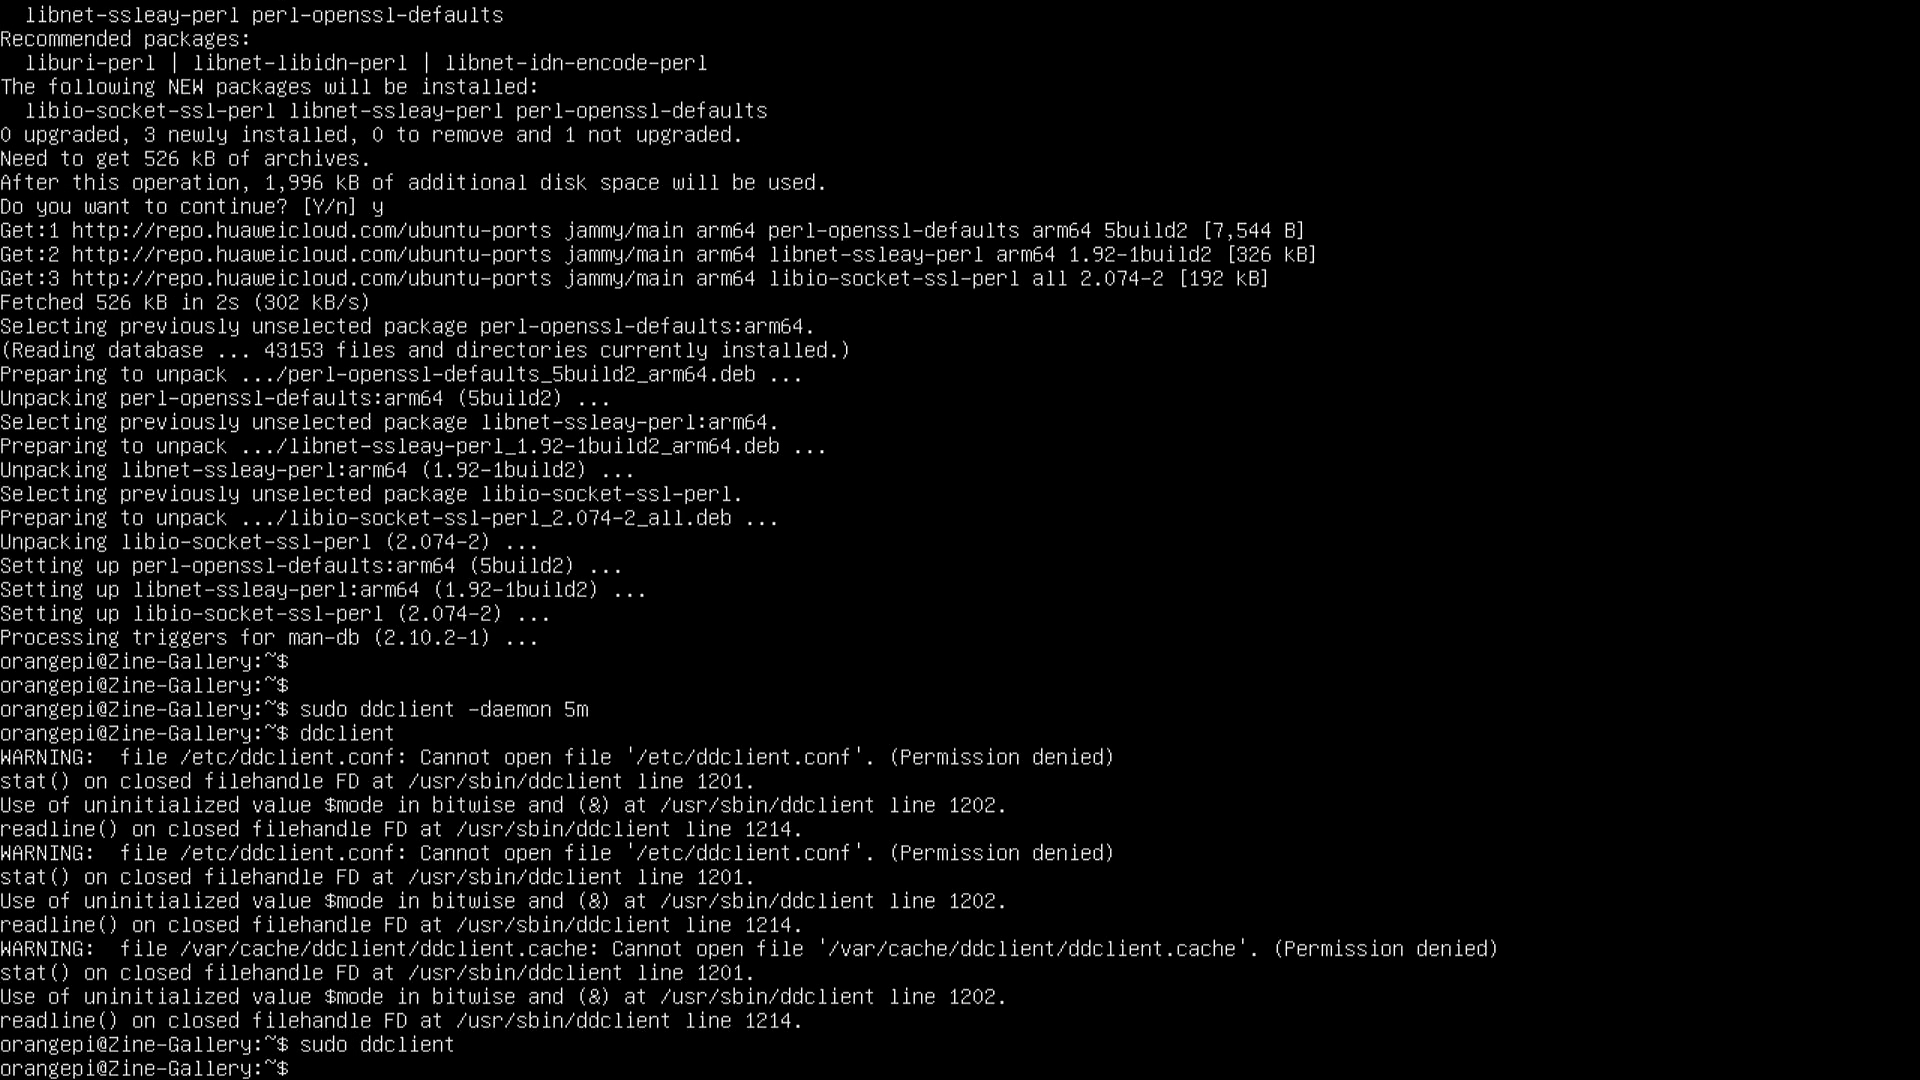 libnet-ssleay-perl perl-openssl-defaults
Recommended packages:
liburi-perl | libnet-libidn-perl | libnet-idn-encode-perl
The following NEW packages will be installed:
libio-socket-ssl-perl libnet-ssleay-perl perl-openssl-defaults
0 upgraded, 3 newly installed, 0 to remove and 1 not upgraded.
Need to get 526 kB of archives.
After this operation, 1,996 kB of additional disk space will be used.
Do you want to continue? [Y/n] y
Get:1 http://repo.huaweicloud.com/ubuntu-ports jammy/main arm64 perl-openssl-defaults arm64 5build2 [7,544 B]
Get:2 http://repo.huaweicloud.com/ubuntu-ports jammy/main arm64 libnet-ssleay-perl arm64 1.92-1build2 [326 kB]
Get:3 http://repo.huaweicloud.com/ubuntu-ports jammy/main arm64 libio-socket-ssl-perl all 2.074-2 [192 kB]
Fetched 526 kB in 2s (302 kB/s)
Selecting previously unselected package perl-openssl-defaults:arm64.
(Reading database ... 43153 files and directories currently installed.)
Preparing to unpack .../perl-openssl-defaults_5build2_arm64.deb ...
Unpacking perl-openssl-defaults:arm64 (5build2) ...
Selecting previously unselected package libnet-ssleay-perl:arm64.
Preparing to unpack .../libnet-ssleay-perl_1.92-1build2_arm64.deb ...
Unpacking libnet-ssleay-perl:arm64 (1.92-1build2) ...
Selecting previously unselected package libio-socket-ssl-perl.
Preparing to unpack .../libio-socket-ssl-perl_2.074-2_all.deb ...
Unpacking libio-socket-ssl-perl (2.074-2) ...
Setting up perl-openssl-defaults:arm64 (5build2) ...
Setting up libnet-ssleay-perl:arm64 (1.92-1build2) ...
Setting up libio-socket-ssl-perl (2.074-2) ...
Processing triggers for man-db (2.10.2-1) ...
orangepi@Zine-Gallery:~$
orangepi@Zine-Gallery:~$
orangepi@Zine-Gallery:~$ sudo ddclient -daemon 5m
orangepi@Zine-Gallery:~$ ddclient
WARNING:  file /etc/ddclient.conf: Cannot open file '/etc/ddclient.conf'. (Permission denied)
stat() on closed filehandle FD at /usr/sbin/ddclient line 1201.
Use of uninitialized value $mode in bitwise and (&) at /usr/sbin/ddclient line 1202.
readline() on closed filehandle FD at /usr/sbin/ddclient line 1214.
WARNING:  file /etc/ddclient.conf: Cannot open file '/etc/ddclient.conf'. (Permission denied)
stat() on closed filehandle FD at /usr/sbin/ddclient line 1201.
Use of uninitialized value $mode in bitwise and (&) at /usr/sbin/ddclient line 1202.
readline() on closed filehandle FD at /usr/sbin/ddclient line 1214.
WARNING:  file /var/cache/ddclient/ddclient.cache: Cannot open file '/var/cache/ddclient/ddclient.cache'. (Permission denied)
stat() on closed filehandle FD at /usr/sbin/ddclient line 1201.
Use of uninitialized value $mode in bitwise and (&) at /usr/sbin/ddclient line 1202.
readline() on closed filehandle FD at /usr/sbin/ddclient line 1214.
orangepi@Zine-Gallery:~$ sudo ddclient
orangepi@Zine-Gallery:~$